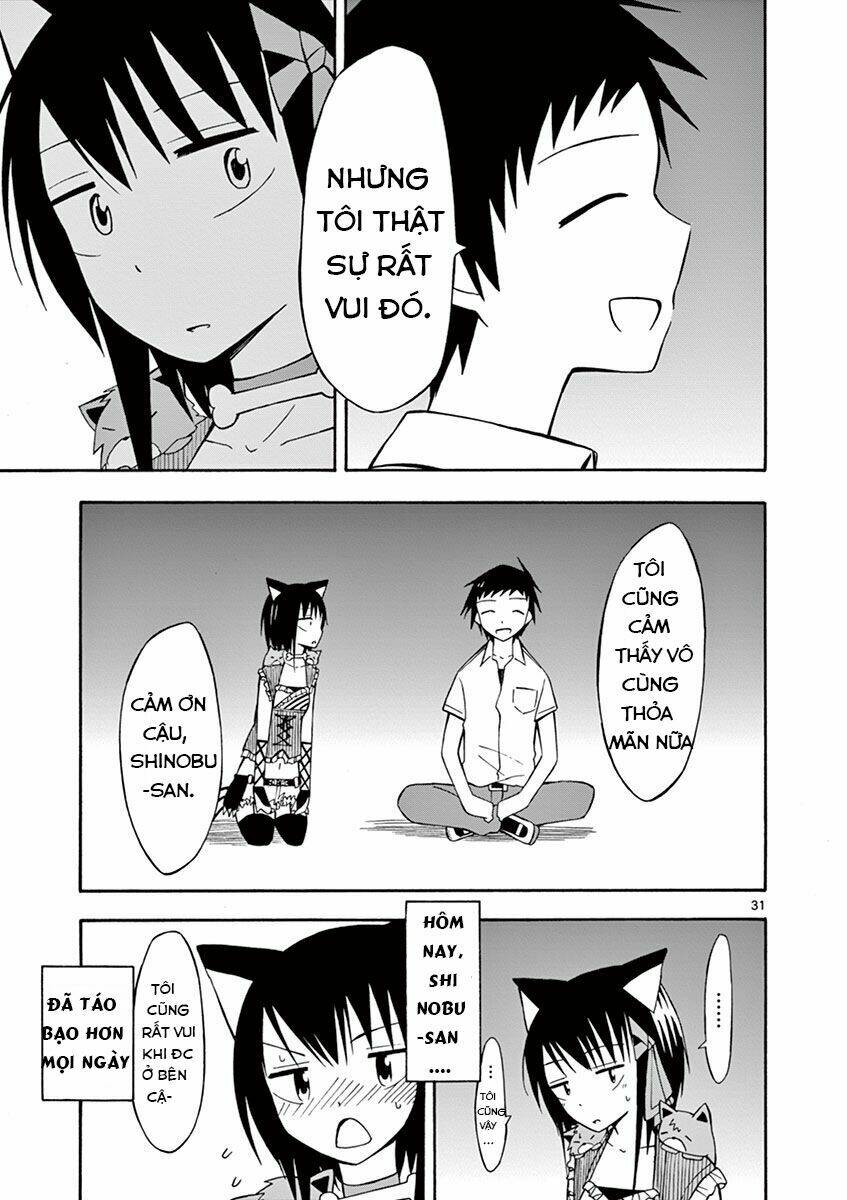 NHƯNG
TÔI THẬT
SỰ RẤT
VUI ĐÓ.
TÔI
CŨNG
CẢM
THẤY VÔ
CÙNG
THỎA
MÃN NỮA
CẢM ƠN
CẬU,
SHINOBU
-SAN.
31
HÔM
NAY,
SHI
NOBU
-SAN
....
.......
TÔI
CŨNG
VẬY
...
TÔI
CŨNG
RẤT VUI
KHI ĐC
Ở BÊN
CẬ-
ĐÃ TÁO
BẠO HƠN
MỌI NGÀY